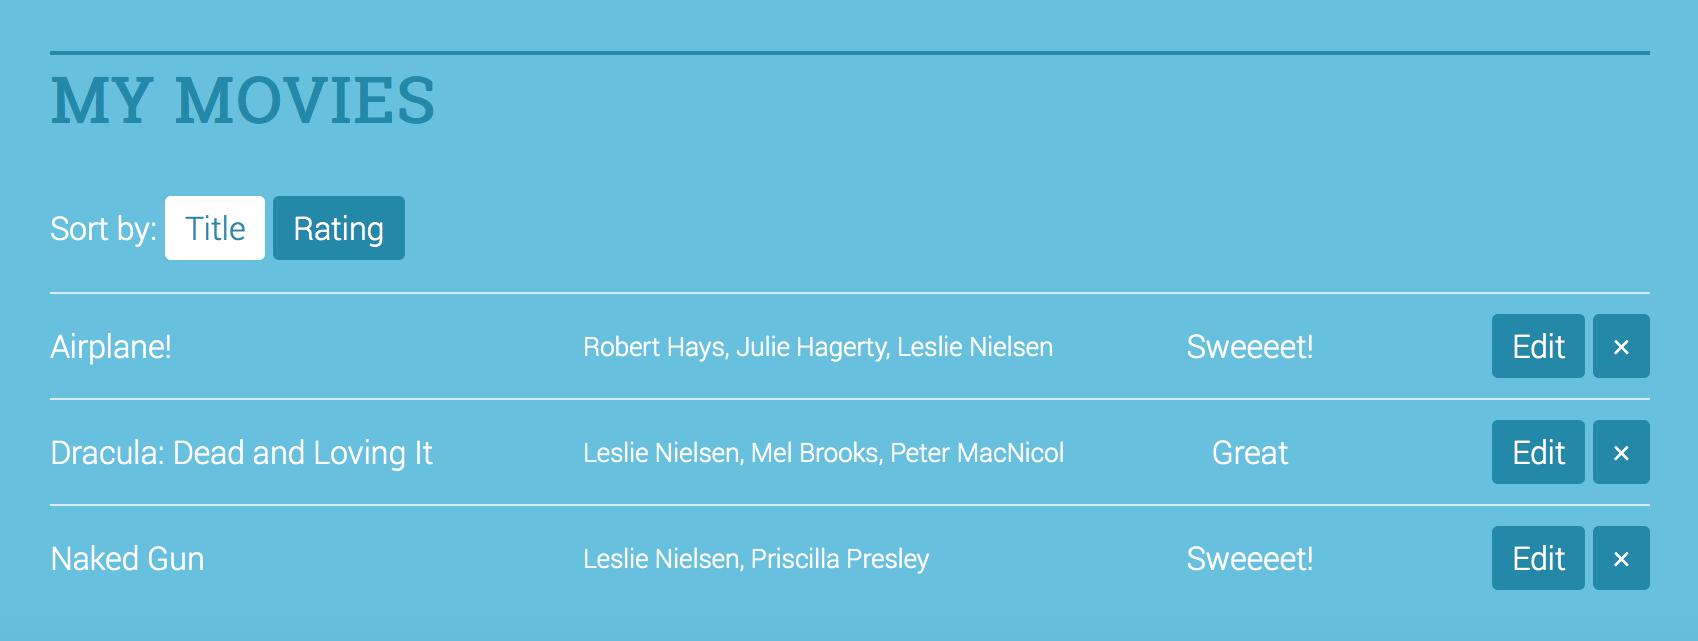 MY MOVIES
Sort by: Title Rating
Airplane! Robert Hays, Julie Hagerty, Leslie Nielsen Sweeeet! Edit ×
Dracula: Dead and Loving It Leslie Nielsen, Mel Brooks, Peter MacNicol Great Edit ×
Naked Gun Leslie Nielsen, Priscilla Presley Sweeeet! Edit ×